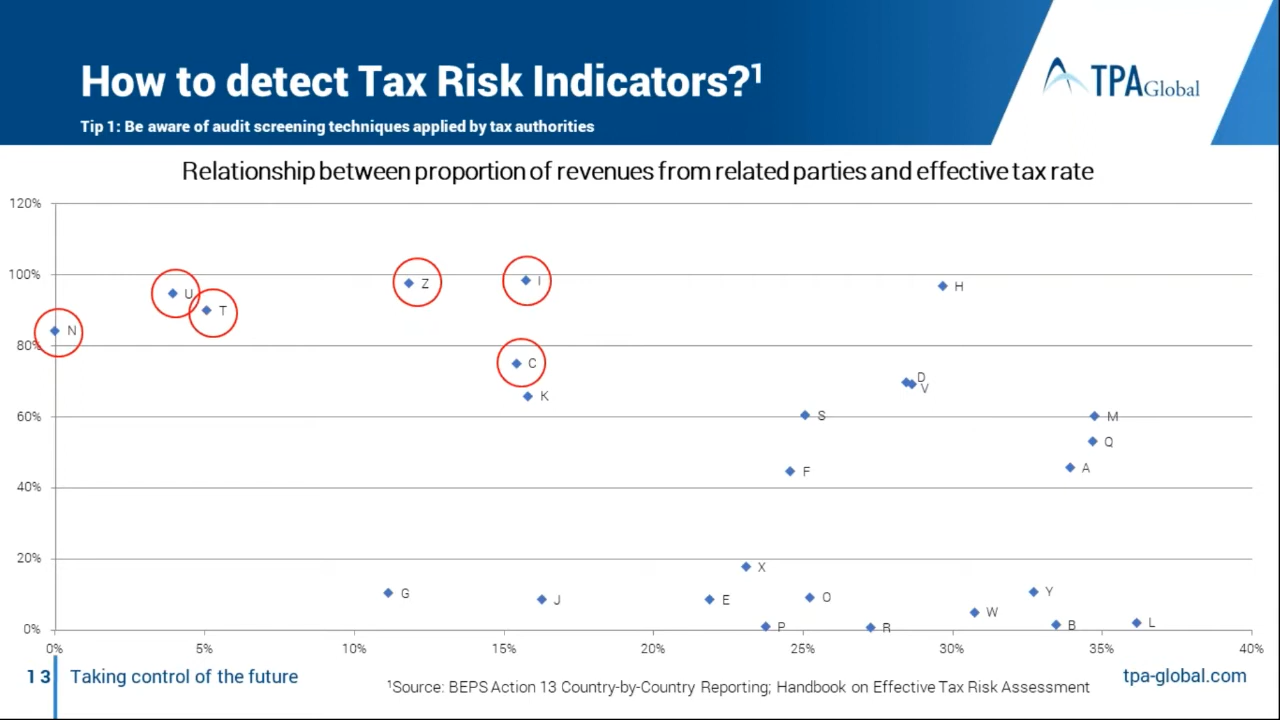 How to detect Tax Risk Indicators?¹
Tip 1: Be aware of audit screening techniques applied by tax authorities
TPA Global
Relationship between proportion of revenues from related parties and effective tax rate
120%
100%
80%
60%
40%
20%
0%
N
U
T
Z
I
C
K
H
D
V
S
M
Q
F
A
X
G
J
E
O
Y
W
P
R
B
L
0% 5% 10% 15% 20% 25% 30% 35% 40%
13 Taking control of the future
¹Source: BEPS Action 13 Country-by-Country Reporting; Handbook on Effective Tax Risk Assessment
tpa-global.com